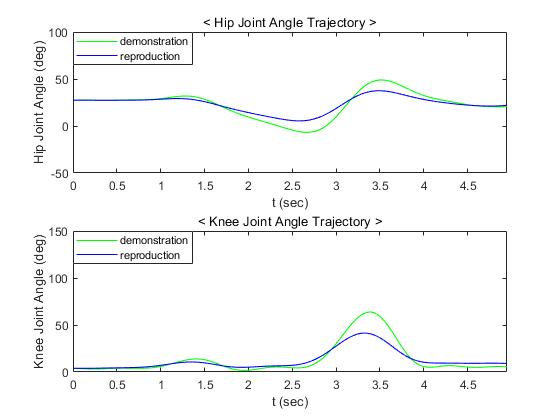 < Hip Joint Angle Trajectory >
100
50
0
-50
Hip Joint Angle (deg)
demonstration
reproduction
0 0.5 1 1.5 2 2.5 3 3.5 4 4.5
t (sec)
< Knee Joint Angle Trajectory >
150
100
50
0
Knee Joint Angle (deg)
demonstration
reproduction
0 0.5 1 1.5 2 2.5 3 3.5 4 4.5
t (sec)